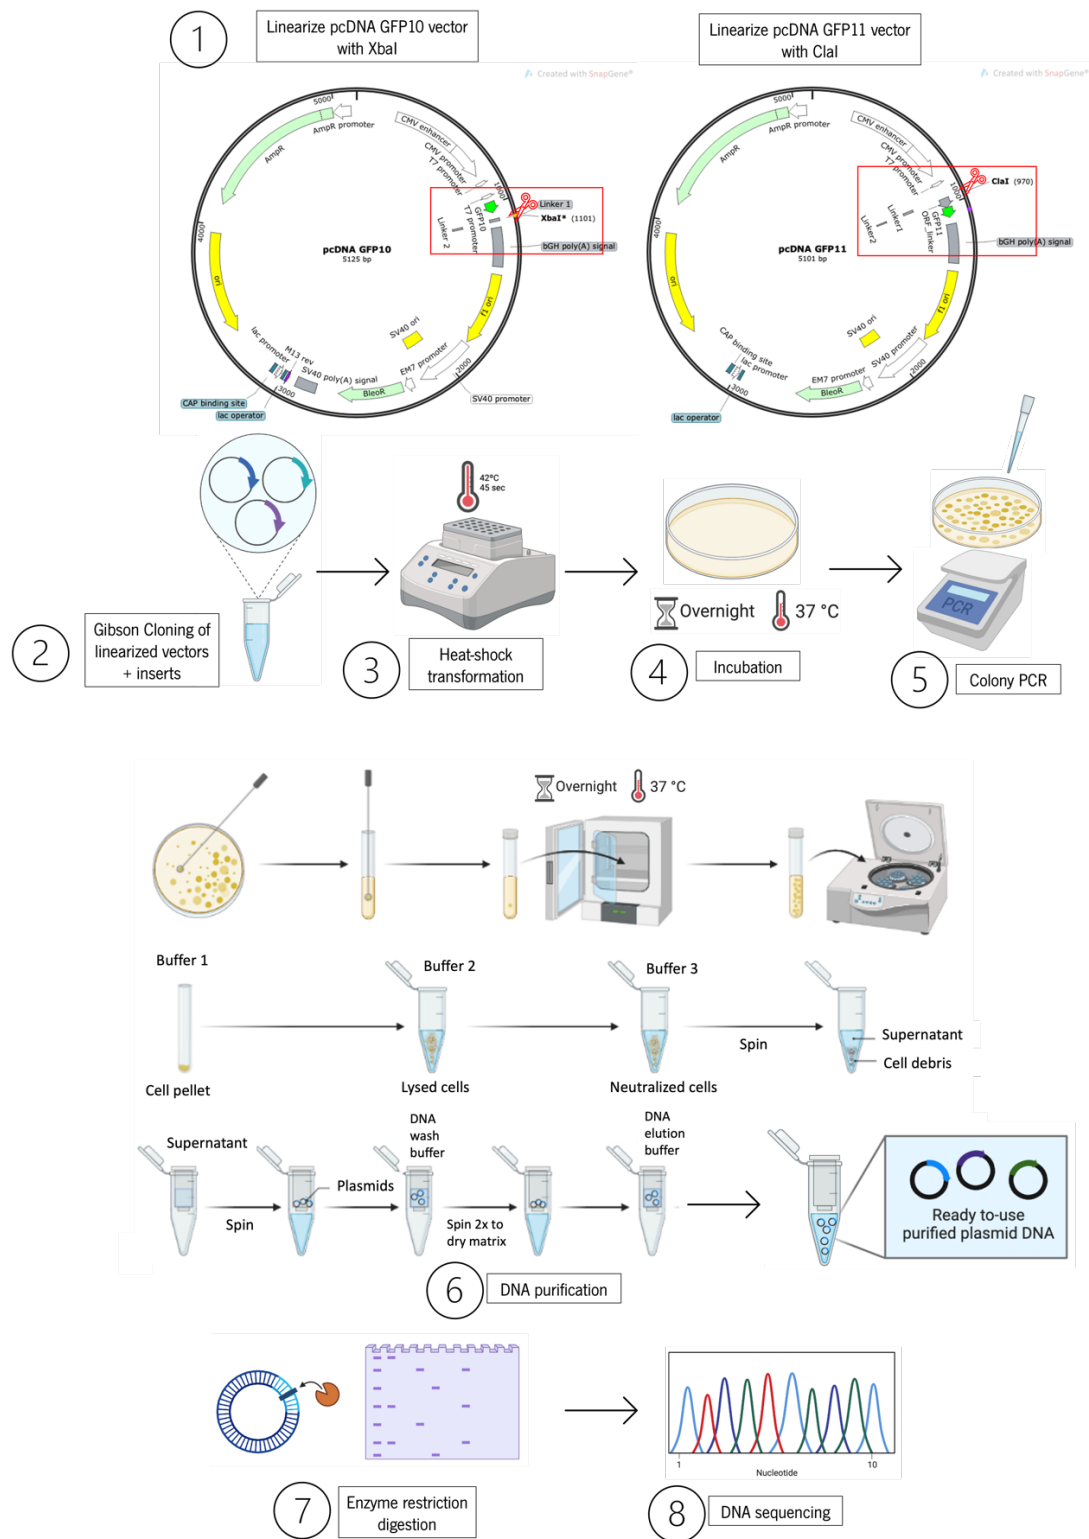 1
Linearize pcDNA GFP10 vector
with XbaI
Linearize pcDNA GFP11 vector
with ClaI
Created with SnapGene®
5000
AmpR promoter
AmpR
CMV enhancer
CMV promoter
T7 promoter
1000
Linker 1
XbaI* (1101)
GFP10
T7 promoter
Linker 2
bGH poly(A) signal
4000
pcDNA GFP10
5125 bp
ori
f1 ori
SV40 ori
lac promoter
M13 rev
SV40 poly(A) signal
EM7 promoter
BleoR
2000
3000
SV40 promoter
CAP binding site
lac operator
Created with SnapGene®
5000
AmpR promoter
AmpR
CMV enhancer
CMV promoter
T7 promoter
1000
ClaI (970)
Linker1
GFP11
ORF_linker
Linker2
bGH poly(A) signal
4000
pcDNA GFP11
5101 bp
ori
f1 ori
SV40 ori
CAP binding site
lac promoter
EM7 promoter
SV40 promoter
BleoR
2000
3000
lac operator
42ºC
45 sec
2
Gibson Cloning of
linearized vectors
+ inserts
3
Heat-shock
transformation
Overnight
37 °C
4
Incubation
PCR
5
Colony PCR
Overnight
37 °C
Buffer 1
Buffer 2
Buffer 3
Spin
Supernatant
Cell debris
Cell pellet
Lysed cells
Neutralized cells
Supernatant
DNA
wash
buffer
DNA
elution
buffer
Plasmids
Spin
Spin 2x to
dry matrix
Ready to-use
purified plasmid DNA
6
DNA purification
1
10
Nucleotide
7
Enzyme restriction
digestion
8
DNA sequencing